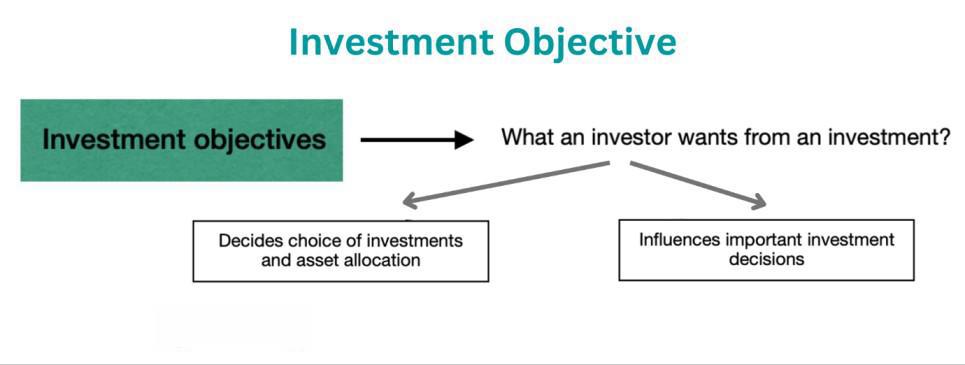 Investment Objective
Investment objectives
What an investor wants from an investment?
Decides choice of investments
and asset allocation
Influences important investment
decisions